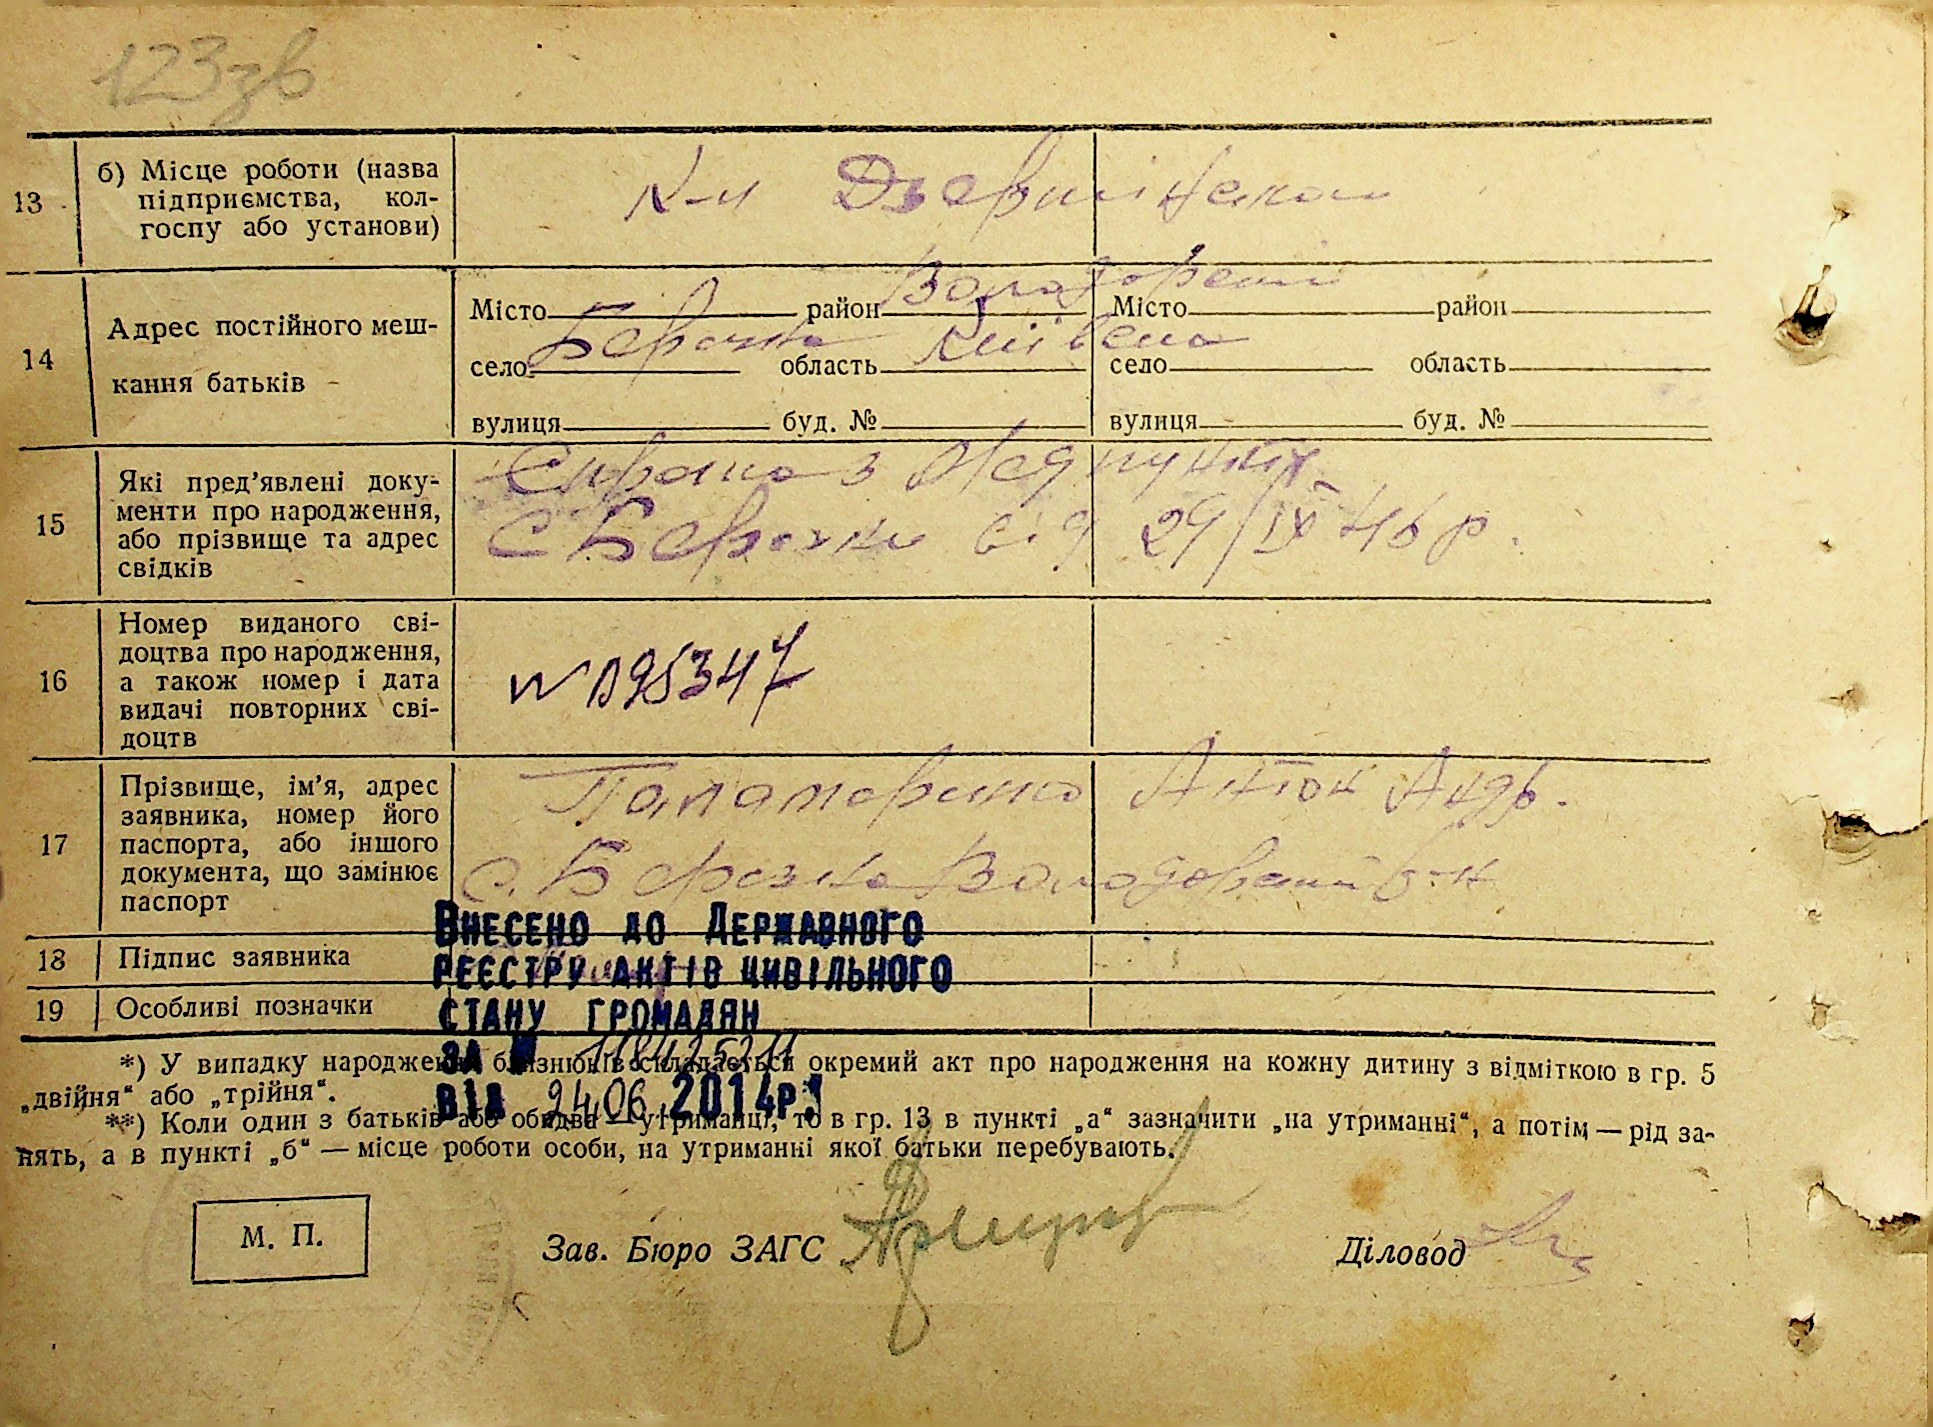 123зв
13 б) Місце роботи (назва
підприємства, кол-
госпу або установи)
К-п Дзержінського
14 Адрес постійного меш-
кання батьків
Володарський
Місто район Місто район
Березна Київська
село область село область
вулиця буд. № вулиця буд. №
15 Які пред’явлені доку-
менти про народження,
або прізвище та адрес
свідків
з Медпункту
с Березни від 29/IX 46 р.
16 Номер виданого сві-
доцтва про народження,
а також номер і дата
видачі повторних сві-
доцтв
095347
17 Прізвище, ім’я, адрес
заявника, номер його
паспорта, або іншого
документа, що замінює
паспорт
Паламаренко Антон Андр.
с. Березна Володарський р-н
18 Підпис заявника
19 Особливі позначки
Внесено до Державного
реєстру актів цивільного
стану громадян
за №
від 24.06.2014р.
*) У випадку народження близнюків складається окремий акт про народження на кожну дитину з відміткою в гр. 5
„двійня“ або „трійня“.
**) Коли один з батьків або обидва — утриманці, то в гр. 13 в пункті „а“ зазначити „на утриманні“, а потім — рід за-
нять, а в пункті „б“ — місце роботи особи, на утриманні якої батьки перебувають.
М. П.
Зав. Бюро ЗАГС
Діловод